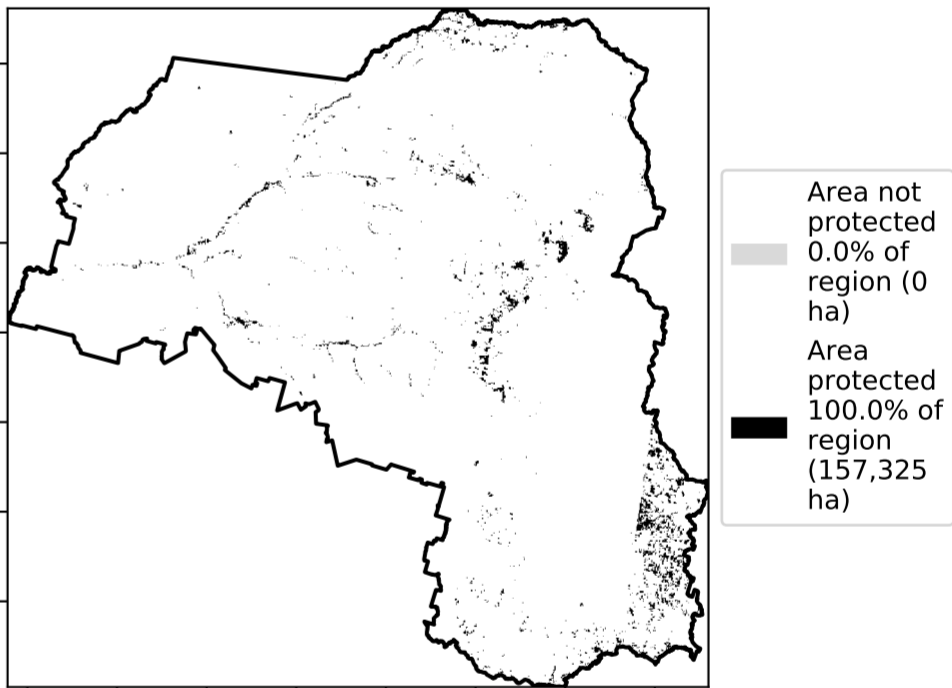 Area not
protected
0.0% of
region (0
ha)
Area
protected
100.0% of
region
(157,325
ha)